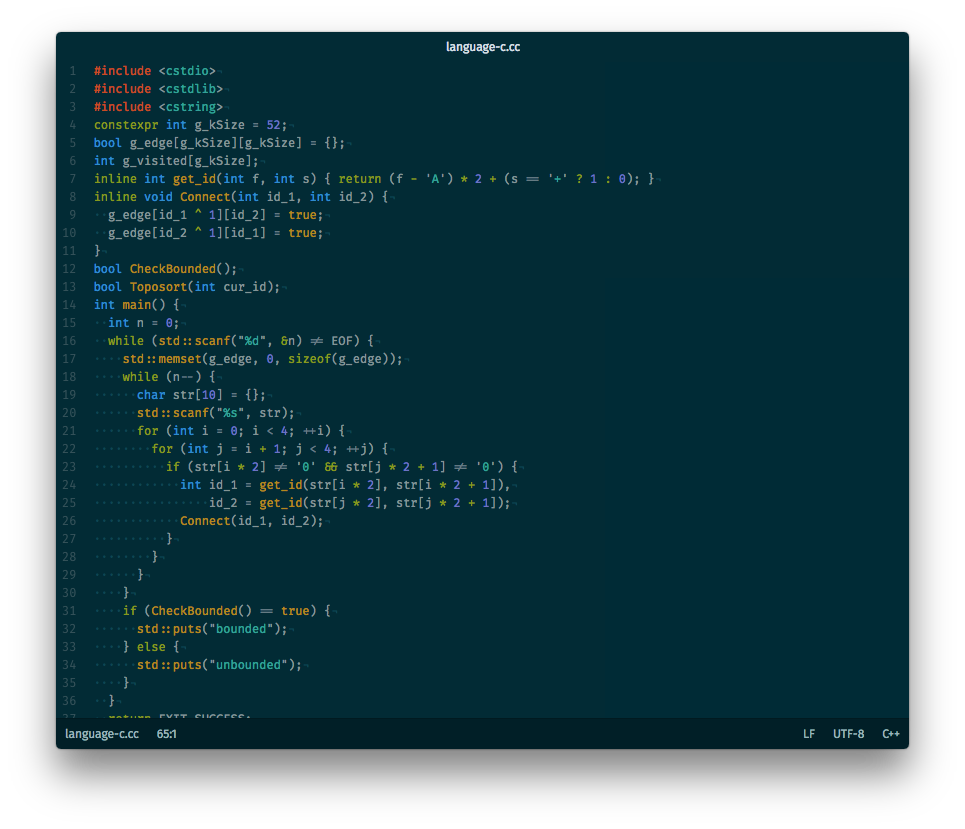 language-c.cc
1 #include <cstdio>
2 #include <cstdlib>
3 #include <cstring>
4 constexpr int g_kSize = 52;
5 bool g_edge[g_kSize][g_kSize] = {};
6 int g_visited[g_kSize];
7 inline int get_id(int f, int s) { return (f - 'A') * 2 + (s == '+' ? 1 : 0); }
8 inline void Connect(int id_1, int id_2) {
9   g_edge[id_1 ^ 1][id_2] = true;
10   g_edge[id_2 ^ 1][id_1] = true;
11 }
12 bool CheckBounded();
13 bool Toposort(int cur_id);
14 int main() {
15   int n = 0;
16   while (std::scanf("%d", &n) != EOF) {
17     std::memset(g_edge, 0, sizeof(g_edge));
18     while (n--) {
19       char str[10] = {};
20       std::scanf("%s", str);
21       for (int i = 0; i < 4; ++i) {
22         for (int j = i + 1; j < 4; ++j) {
23           if (str[i * 2] != '0' && str[j * 2 + 1] != '0') {
24             int id_1 = get_id(str[i * 2], str[i * 2 + 1]),
25                 id_2 = get_id(str[j * 2], str[j * 2 + 1]);
26             Connect(id_1, id_2);
27           }
28         }
29       }
30     }
31     if (CheckBounded() == true) {
32       std::puts("bounded");
33     } else {
34       std::puts("unbounded");
35     }
36   }
37   return EXIT_SUCCESS;
language-c.cc 65:1 LF UTF-8 C++